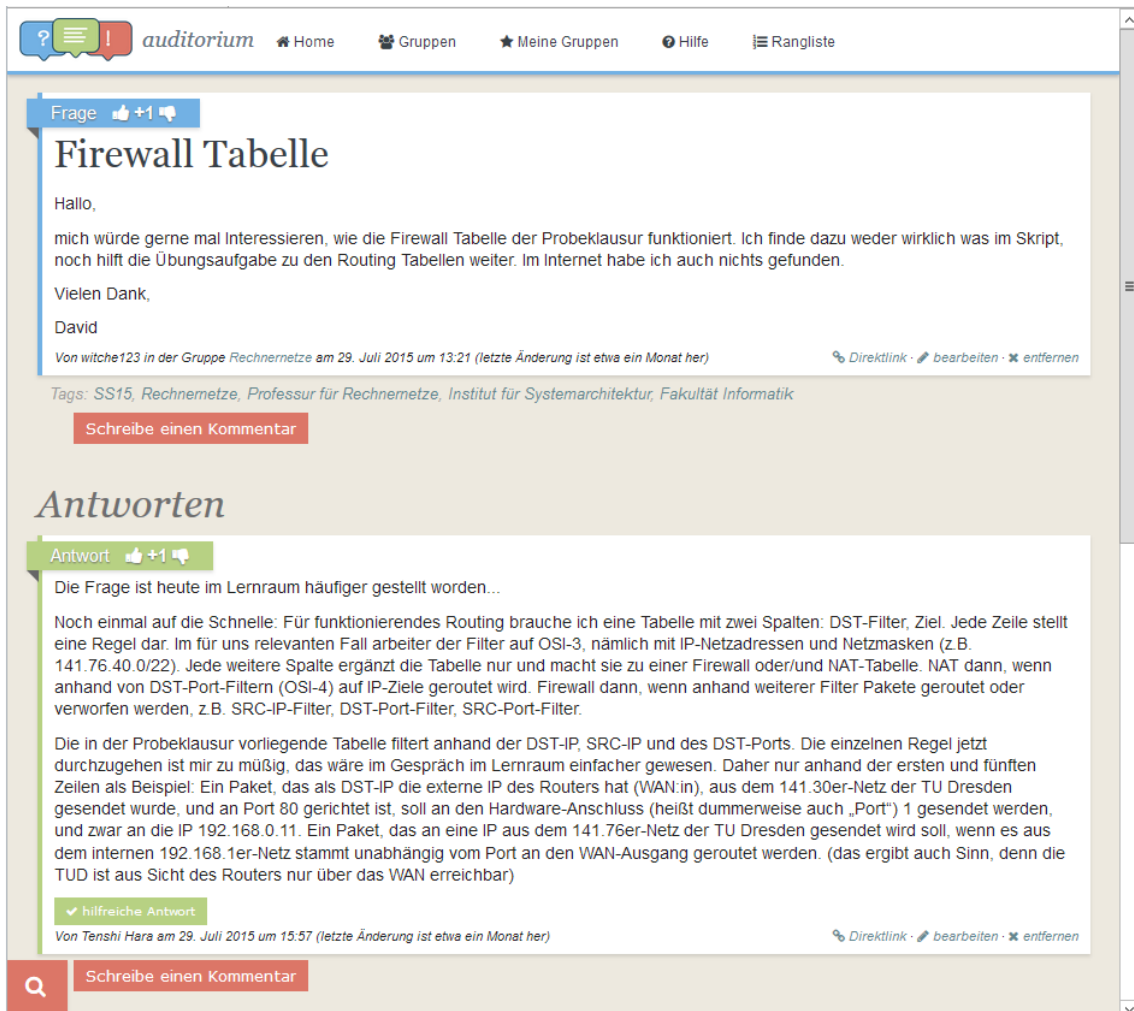 ? ! auditorium Home Gruppen Meine Gruppen Hilfe Rangliste
Frage +1
Firewall Tabelle
Hallo,
mich würde gerne mal Interessieren, wie die Firewall Tabelle der Probeklausur funktioniert. Ich finde dazu weder wirklich was im Skript,
noch hilft die Übungsaufgabe zu den Routing Tabellen weiter. Im Internet habe ich auch nichts gefunden.
Vielen Dank,
David
Von witche123 in der Gruppe Rechnernetze am 29. Juli 2015 um 13:21 (letzte Änderung ist etwa ein Monat her) Direktlink · bearbeiten · entfernen
Tags: SS15, Rechnernetze, Professur für Rechnernetze, Institut für Systemarchitektur, Fakultät Informatik
Schreibe einen Kommentar
Antworten
Antwort +1
Die Frage ist heute im Lernraum häufiger gestellt worden...
Noch einmal auf die Schnelle: Für funktionierendes Routing brauche ich eine Tabelle mit zwei Spalten: DST-Filter, Ziel. Jede Zeile stellt
eine Regel dar. Im für uns relevanten Fall arbeiter der Filter auf OSI-3, nämlich mit IP-Netzadressen und Netzmasken (z.B.
141.76.40.0/22). Jede weitere Spalte ergänzt die Tabelle nur und macht sie zu einer Firewall oder/und NAT-Tabelle. NAT dann, wenn
anhand von DST-Port-Filtern (OSI-4) auf IP-Ziele geroutet wird. Firewall dann, wenn anhand weiterer Filter Pakete geroutet oder
verworfen werden, z.B. SRC-IP-Filter, DST-Port-Filter, SRC-Port-Filter.
Die in der Probeklausur vorliegende Tabelle filtert anhand der DST-IP, SRC-IP und des DST-Ports. Die einzelnen Regel jetzt
durchzugehen ist mir zu müßig, das wäre im Gespräch im Lernraum einfacher gewesen. Daher nur anhand der ersten und fünften
Zeilen als Beispiel: Ein Paket, das als DST-IP die externe IP des Routers hat (WAN:in), aus dem 141.30er-Netz der TU Dresden
gesendet wurde, und an Port 80 gerichtet ist, soll an den Hardware-Anschluss (heißt dummerweise auch „Port“) 1 gesendet werden,
und zwar an die IP 192.168.0.11. Ein Paket, das an eine IP aus dem 141.76er-Netz der TU Dresden gesendet wird soll, wenn es aus
dem internen 192.168.1er-Netz stammt unabhängig vom Port an den WAN-Ausgang geroutet werden. (das ergibt auch Sinn, denn die
TUD ist aus Sicht des Routers nur über das WAN erreichbar)
hilfreiche Antwort
Von Tenshi Hara am 29. Juli 2015 um 15:57 (letzte Änderung ist etwa ein Monat her) Direktlink · bearbeiten · entfernen
Schreibe einen Kommentar